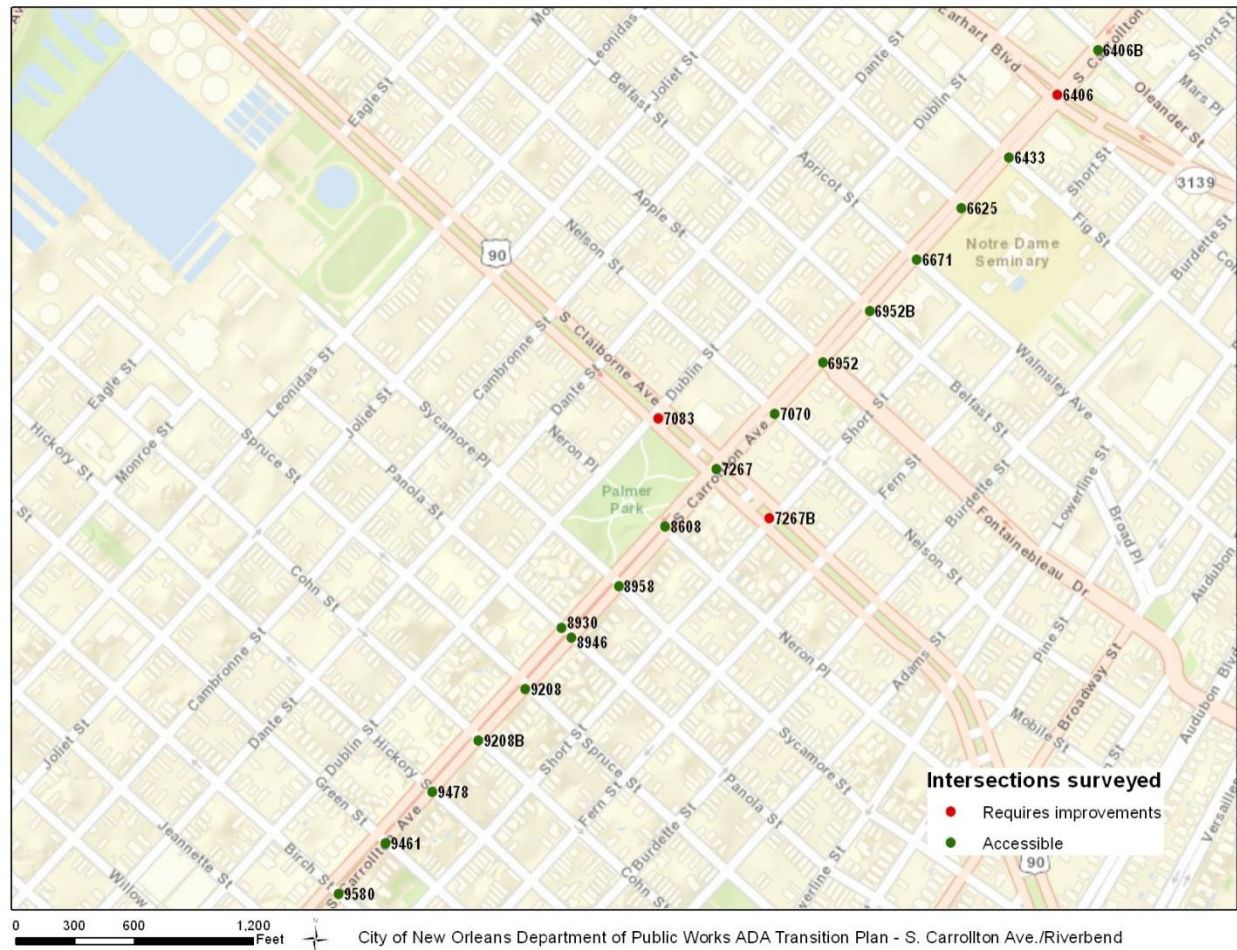 Earhart Blvd
S Carrollton
Short St
6406B
Mars Pl
6406
Oleander St
Leonidas St
Joliet St
Belfast St
Dante St
Dublin St
Eagle St
6433
Short St
3139
Apricot St
6625
Fig St
Burdette St
Apple St
Notre Dame
Seminary
6671
Nelson St
90
6952B
S Claiborne Ave
Cambronne St
Dublin St
6952
Walmsley Ave
Leonidas St
Dante St
Eagle St
Joliet St
Sycamore Pl
7083
7070
Short St
Belfast St
Hickory St
Monroe St
Spruce St
Neron Pl
S Carrollton Ave
7267
Fern St
Burdette St
Lowerline St
Panola St
Palmer
Park
7267B
Broad Pl
8608
Nelson St
Fontainebleau Dr
Audubon
Cohn St
8958
8930
8946
Neron Pl
Adams St
Pine St
Broadway St
Audubon Blvd
Cambronne St
9208
Joliet St
Dante St
Dublin St
9208B
Short St
Spruce St
Sycamore St
Mobile St
Hickory St
Green St
9478
Fern St
Panola St
Versailles
Intersections surveyed
Requires improvements
Accessible
90
S Carrollton Ave
9461
Burdette St
Cohn St
Jeannette St
Birch St
Willow
9580
0 300 600 1,200
Feet
N
City of New Orleans Department of Public Works ADA Transition Plan - S. Carrollton Ave./Riverbend